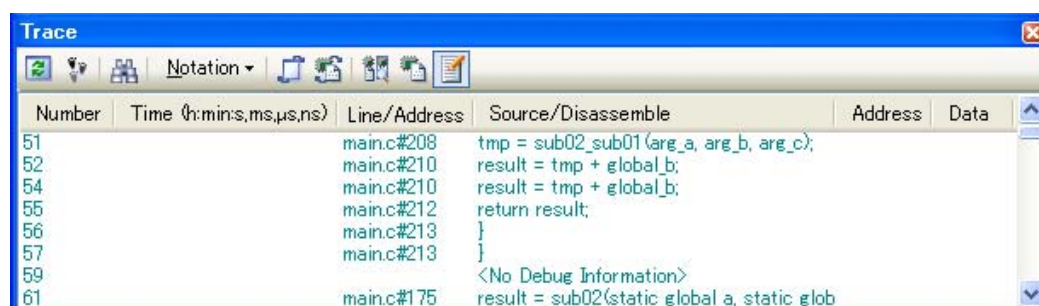 Trace
Notation
Number Time (h:min:s,ms,μs,ns) Line/Address Source/Disassemble Address Data
51 main.c#208 tmp = sub02_sub01(arg_a, arg_b, arg_c);
52 main.c#210 result = tmp + global_b;
54 main.c#210 result = tmp + global_b;
55 main.c#212 return result;
56 main.c#213 }
57 main.c#213 }
59 <No Debug Information>
61 main.c#175 result = sub02(static_global_a, static_glob